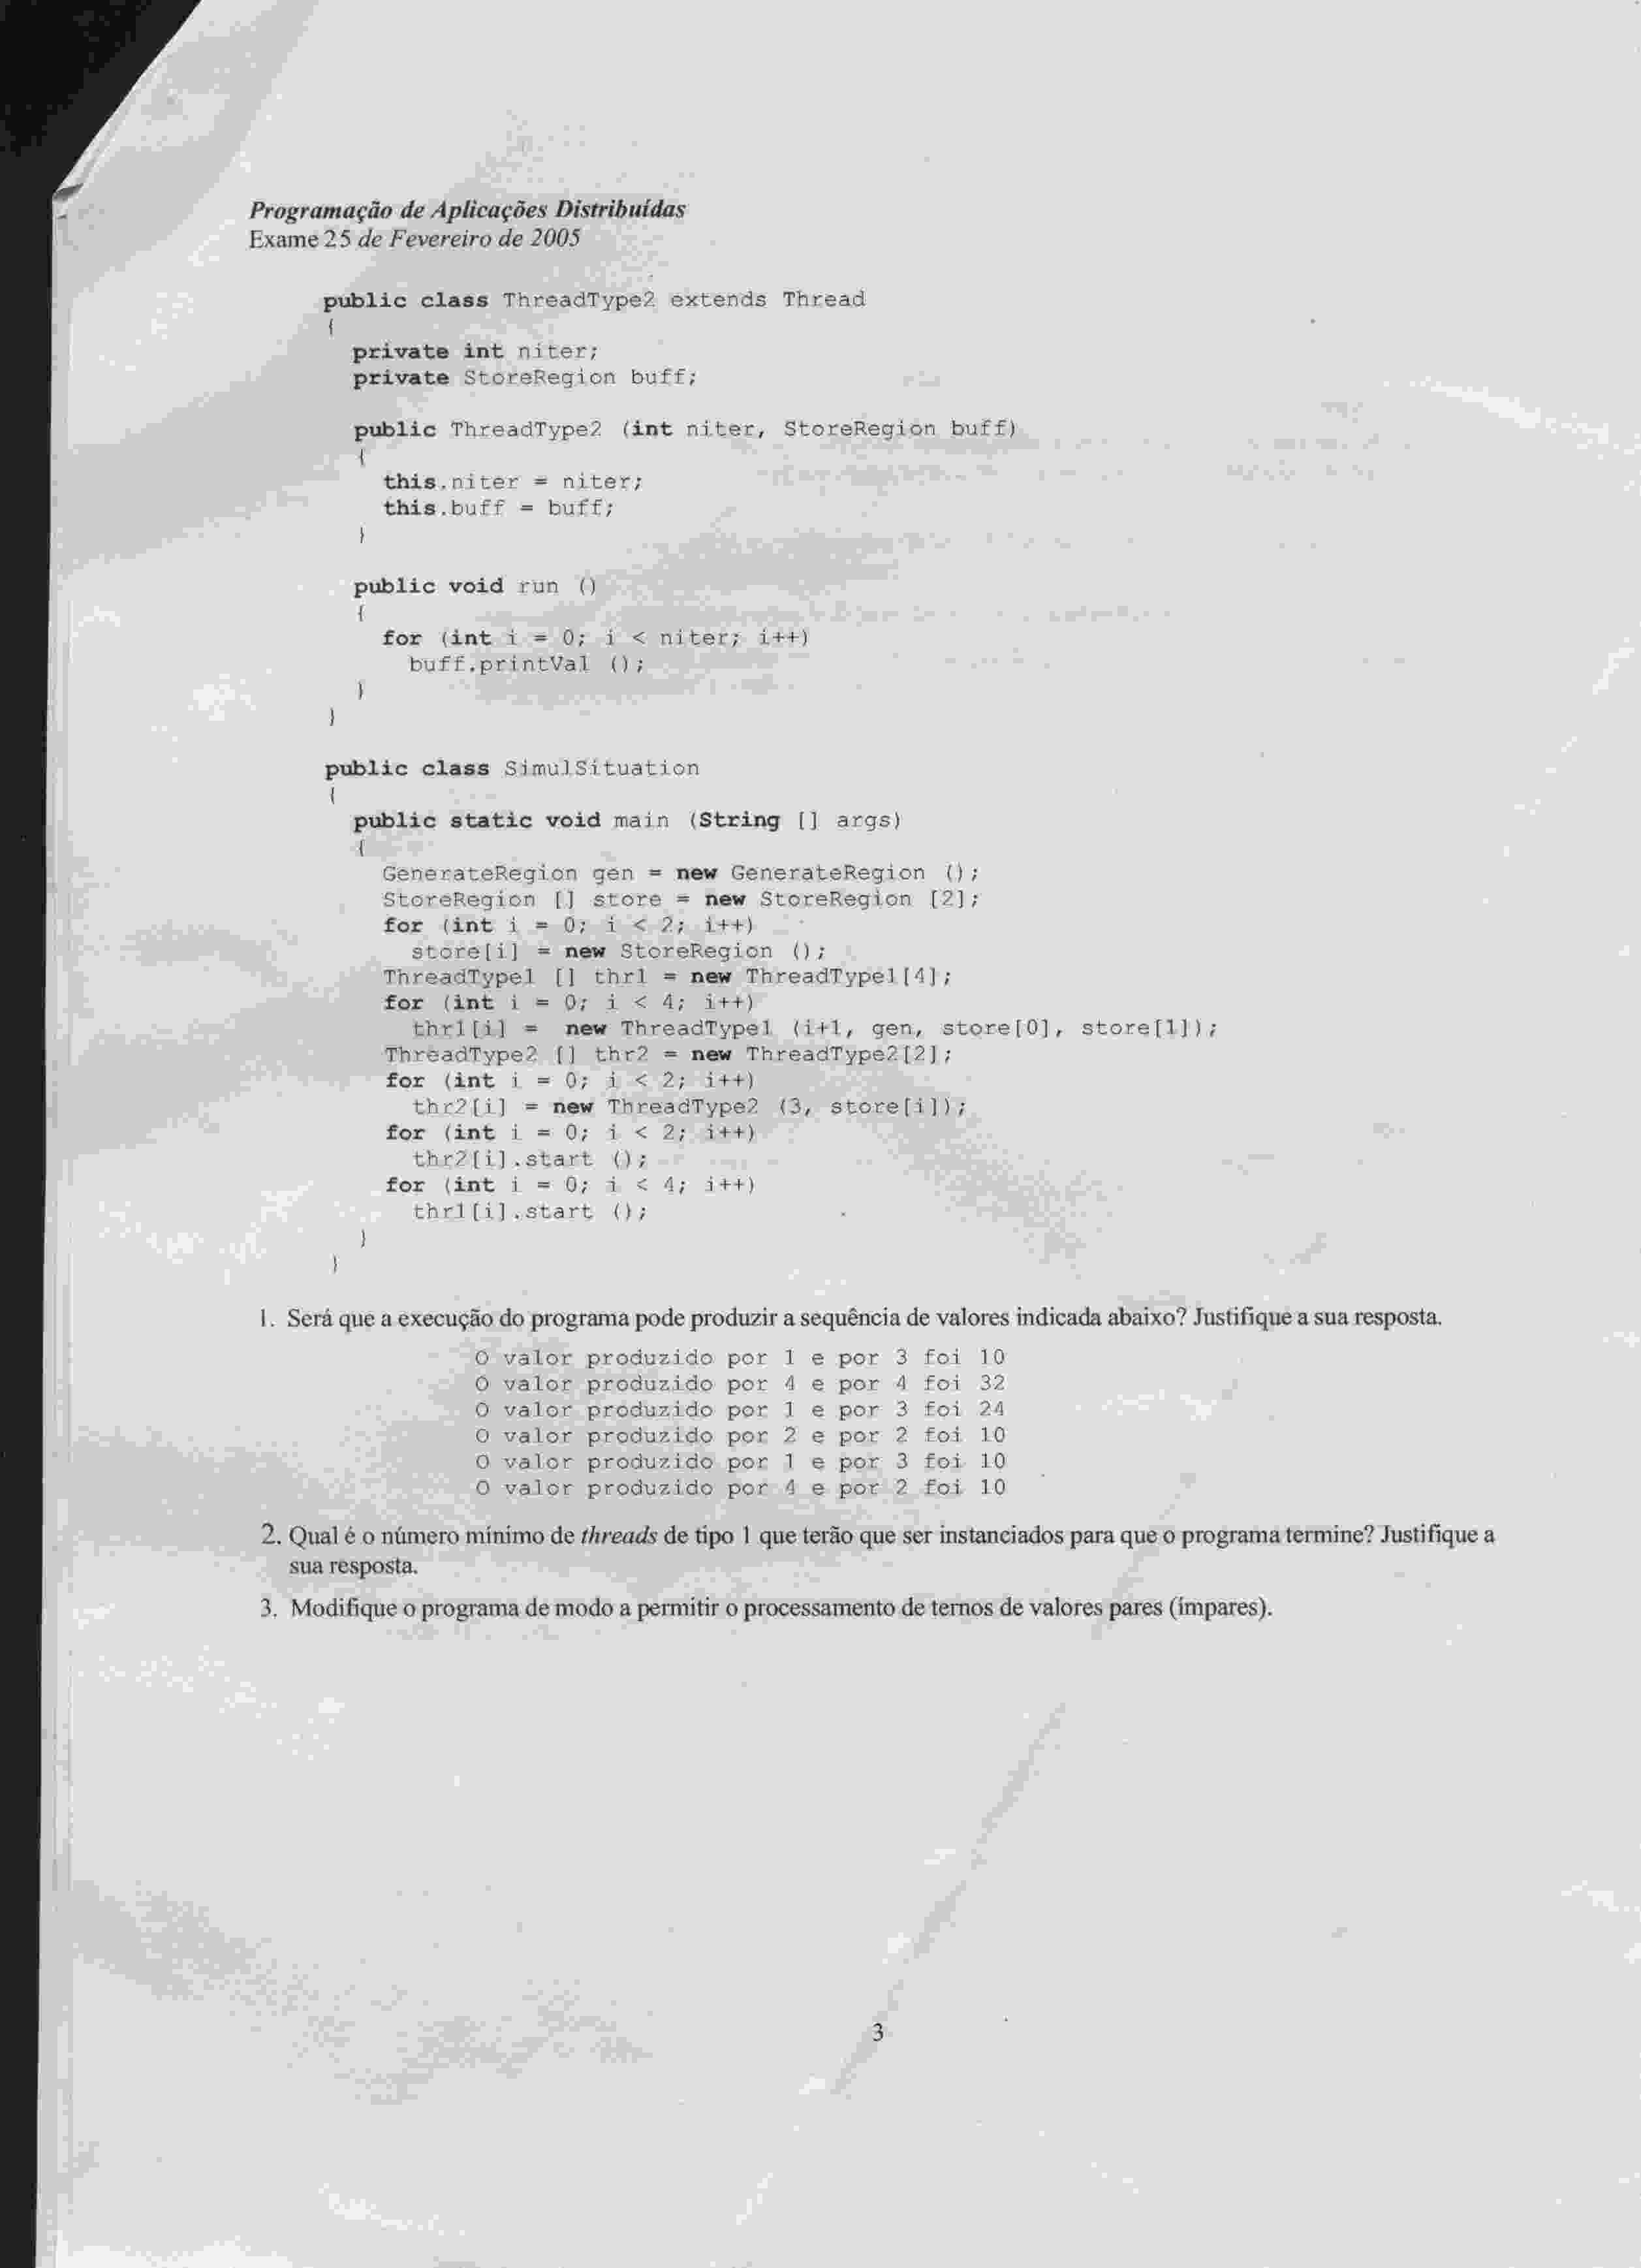 Programação de Aplicações Distribuídas
Exame 25 de Fevereiro de 2005
public class ThreadType2 extends Thread
{
private int niter;
private StoreRegion buff;
public ThreadType2 (int niter, StoreRegion buff)
{
this.niter = niter;
this.buff = buff;
}
public void run ()
{
for (int i = 0; i < niter; i++)
buff.printVal ();
}
}
public class SimulSituation
{
public static void main (String [] args)
{
GenerateRegion gen = new GenerateRegion ();
StoreRegion [] store = new StoreRegion [2];
for (int i = 0; i < 2; i++)
store[i] = new StoreRegion ();
ThreadType1 [] thr1 = new ThreadType1[4];
for (int i = 0; i < 4; i++)
thr1[i] = new ThreadType1 (i+1, gen, store[0], store[1]);
ThreadType2 [] thr2 = new ThreadType2[2];
for (int i = 0; i < 2; i++)
thr2[i] = new ThreadType2 (3, store[i]);
for (int i = 0; i < 2; i++)
thr2[i].start ();
for (int i = 0; i < 4; i++)
thr1[i].start ();
}
}
1. Será que a execução do programa pode produzir a sequência de valores indicada abaixo? Justifique a sua resposta.
O valor produzido por 1 e por 3 foi 10
O valor produzido por 4 e por 4 foi 32
O valor produzido por 1 e por 3 foi 24
O valor produzido por 2 e por 2 foi 10
O valor produzido por 1 e por 3 foi 10
O valor produzido por 4 e por 2 foi 10
2. Qual é o número mínimo de threads de tipo 1 que terão que ser instanciados para que o programa termine? Justifique a
sua resposta.
3. Modifique o programa de modo a permitir o processamento de ternos de valores pares (ímpares).
3